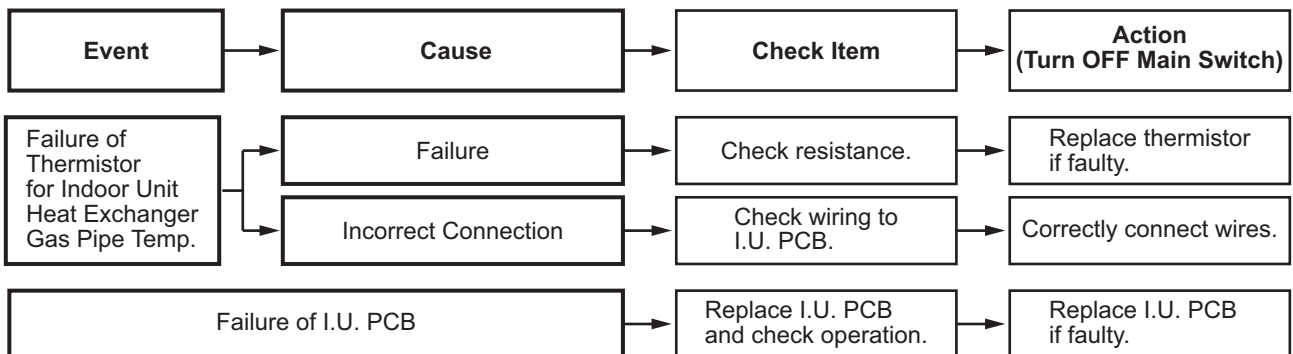 Event
Cause
Check Item
Action
(Turn OFF Main Switch)
Failure of
Thermistor
for Indoor Unit
Heat Exchanger
Gas Pipe Temp.
Failure
Check resistance.
Replace thermistor
if faulty.
Incorrect Connection
Check wiring to
I.U. PCB.
Correctly connect wires.
Failure of I.U. PCB
Replace I.U. PCB
and check operation.
Replace I.U. PCB
if faulty.